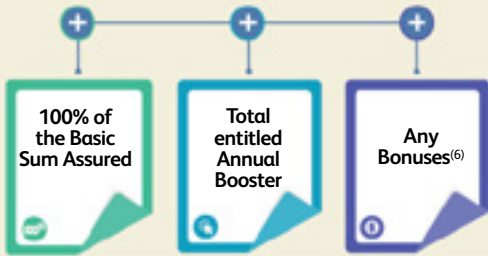 100% of
the Basic
Sum Assured
Total
entitled
Annual
Booster
Any
Bonuses(6)